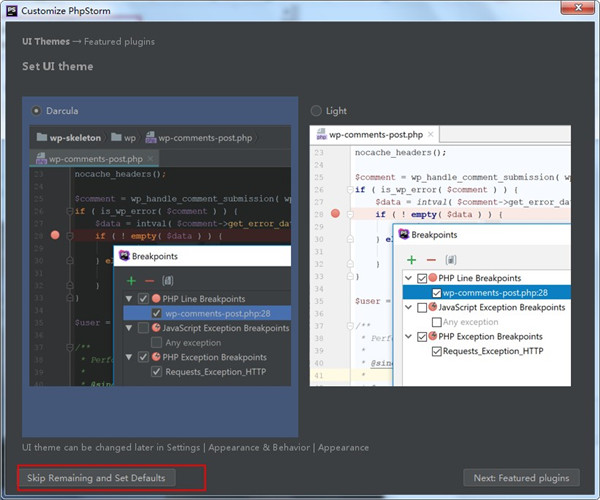 Customize PhpStorm
UI Themes → Featured plugins
Set UI theme
Darcula
wp-skeleton wp wp-comments-post.php
wp-comments-post.php ×
23 nocache_headers();
24
25 $comment = wp_handle_comment_submission( w
26 if ( is_wp_error( $comment ) ) {
27 $data = intval( $comment->get_error_da
28 if ( ! empty( $data ) ) {
Breakpoints
PHP Line Breakpoints
wp-comments-post.php:28
JavaScript Exception Breakpoints
Any exception
PHP Exception Breakpoints
Requests_Exception_HTTP
29
30 } el
31
32 }
33 }
34
35 $user =
36
37 /**
38 * Perfo
39 *
40 * @sinc
41 *
Light
wp-comments-post.php ×
23 nocache_headers();
24
25 $comment = wp_handle_comment_submission( w
26 if ( is_wp_error( $comment ) ) {
27 $data = intval( $comment->get_error_da
28 if ( ! empty( $data ) ) {
Breakpoints
PHP Line Breakpoints
wp-comments-post.php:28
JavaScript Exception Breakpoints
Any exception
PHP Exception Breakpoints
Requests_Exception_HTTP
29
30 } el
31
32 }
33 }
34
35 $user =
36
37 /**
38 * Perfo
39 *
40 * @sinc
41 *
UI theme can be changed later in Settings | Appearance & Behavior | Appearance
Skip Remaining and Set Defaults
Next: Featured plugins